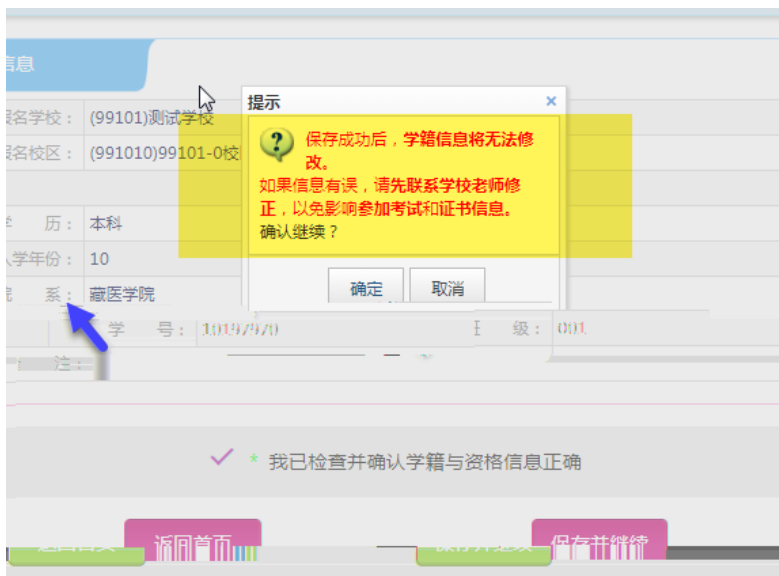 信息
提示
报名学校： (99101)测试学校
报名校区： (991010)99101-0校
保存成功后，学籍信息将无法修
改。
如果信息有误，请先联系学校老师修
正，以免影响参加考试和证书信息。
确认继续？
学 历： 本科
入学年份： 10
院 系： 藏医学院
确定 取消
学 号： 班 级： 001
注：
* 我已检查并确认学籍与资格信息正确
返回首页 保存并继续